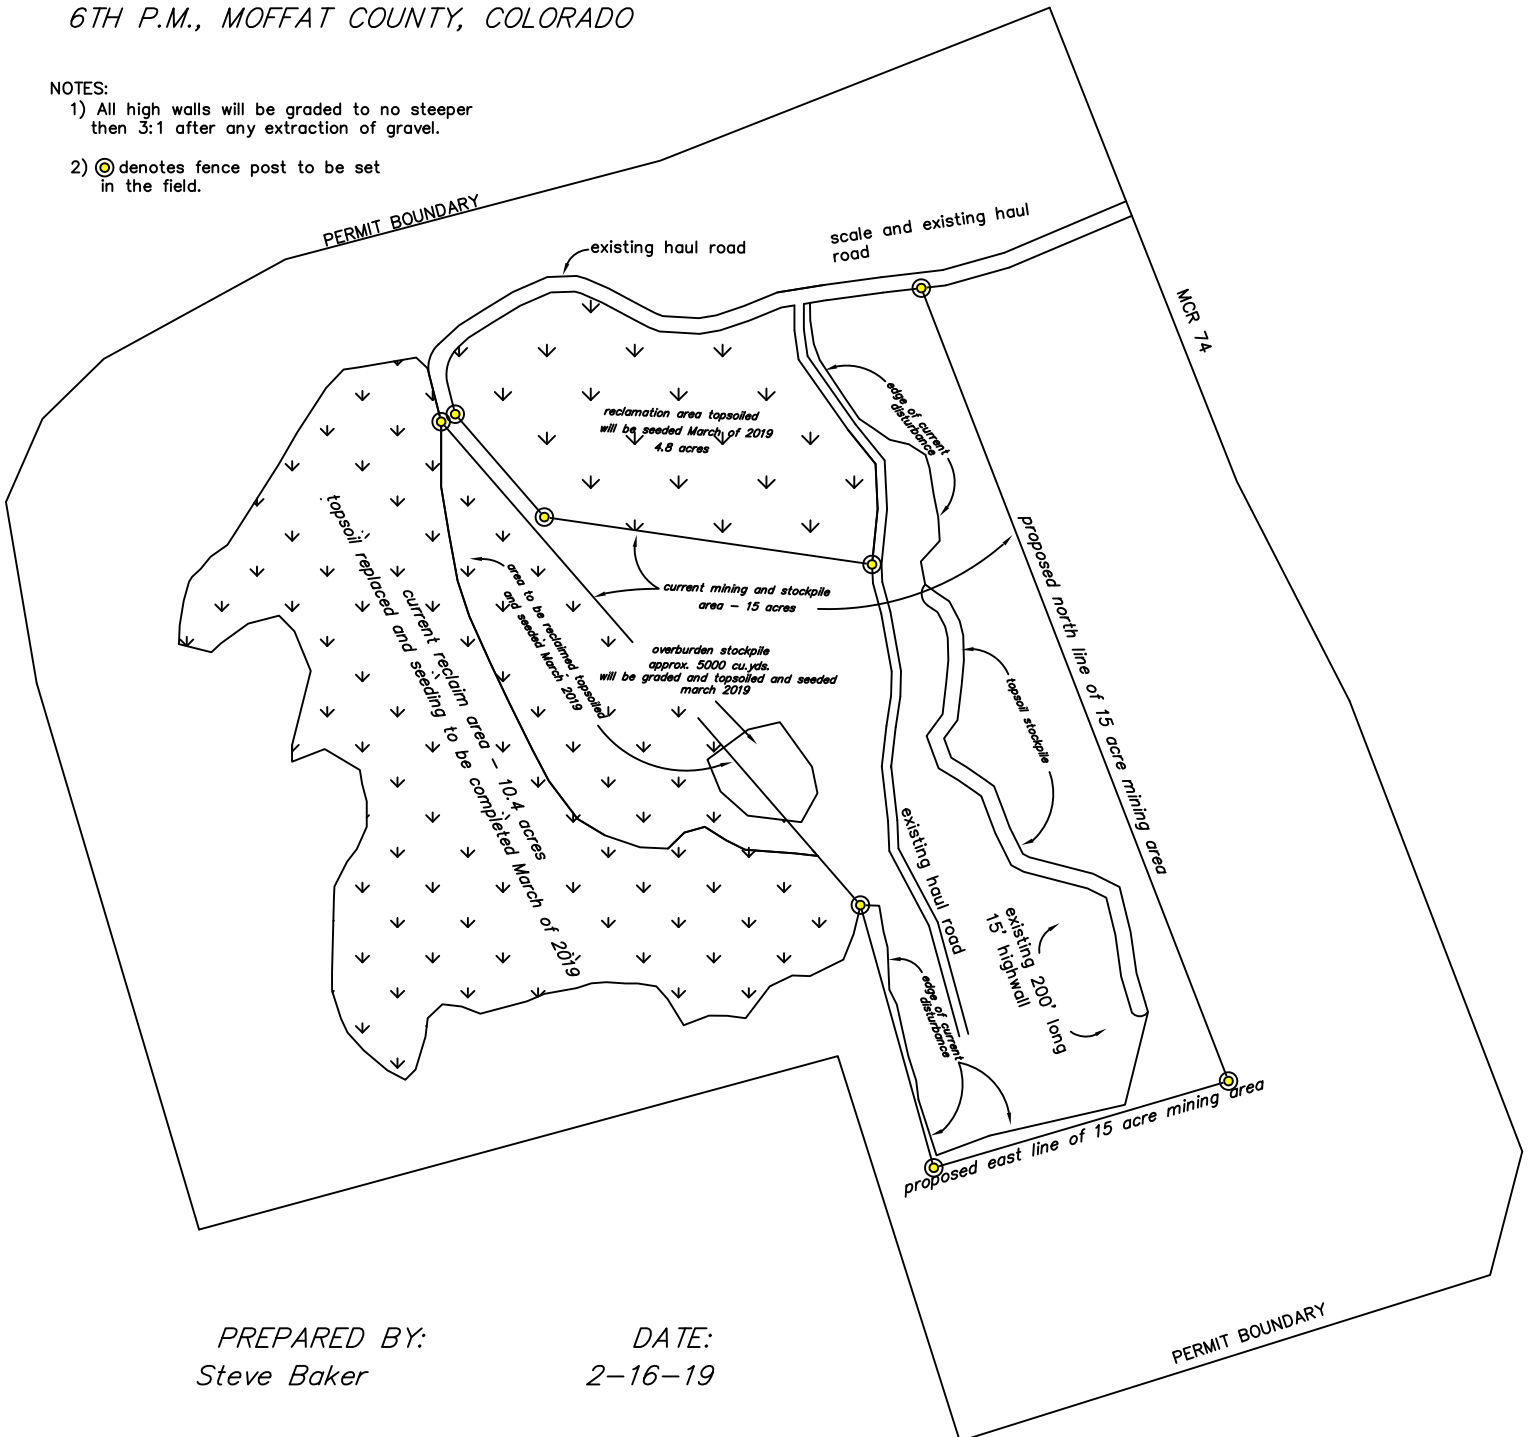 6TH P.M., MOFFAT COUNTY, COLORADO
NOTES:
1) All high walls will be graded to no steeper
then 3:1 after any extraction of gravel.
2) denotes fence post to be set
in the field.
PERMIT BOUNDARY
existing haul road
scale and existing haul
road
MCR 74
edge of current
disturbance
reclamation area topsoiled
will be seeded March of 2019
4.8 acres
proposed north line of 15 acre mining area
current reclaim area - 10.4 acres
topsoil replaced and seeding to be completed March of 2019
area to be reclaimed topsoiled
and seeded March 2019
current mining and stockpile
area - 15 acres
overburden stockpile
approx. 5000 cu.yds.
will be graded and topsoiled and seeded
march 2019
topsoil stockpile
existing haul road
existing 200' long
15' highwall
edge of current
disturbance
proposed east line of 15 acre mining area
PERMIT BOUNDARY
PREPARED BY:
Steve Baker
DATE:
2-16-19